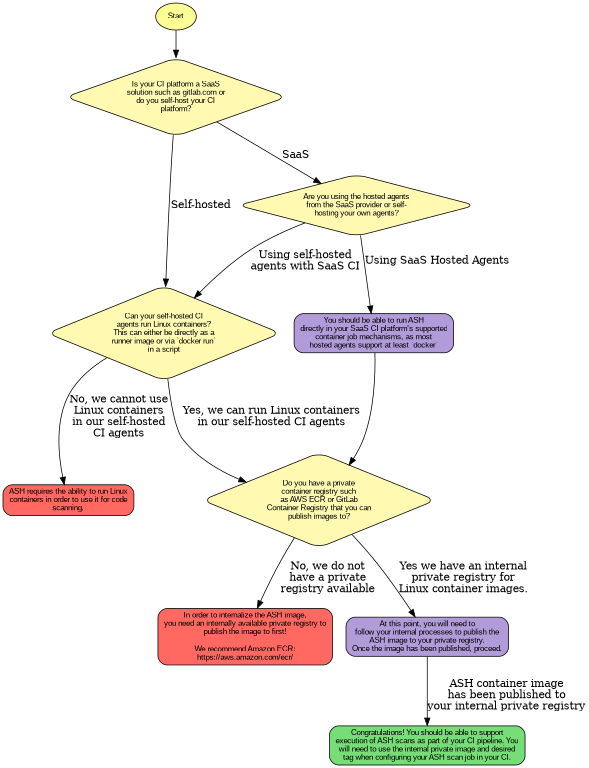 Start
Is your CI platform a SaaS
solution such as gitlab.com or
do you self-host your CI
platform?
SaaS
Self-hosted
Are you using the hosted agents
from the SaaS provider or self-
hosting your own agents?
Using self-hosted
agents with SaaS CI
Using SaaS Hosted Agents
Can your self-hosted CI
agents run Linux containers?
This can either be directly as a
runner image or via `docker run`
in a script
You should be able to run ASH
directly in your SaaS CI platform's supported
container job mechanisms, as most
hosted agents support at least `docker`
No, we cannot use
Linux containers
in our self-hosted
CI agents
Yes, we can run Linux containers
in our self-hosted CI agents
ASH requires the ability to run Linux
containers in order to use it for code
scanning.
Do you have a private
container registry such
as AWS ECR or GitLab
Container Registry that you can
publish images to?
No, we do not
have a private
registry available
Yes we have an internal
private registry for
Linux container images.
In order to internalize the ASH image,
you need an internally available private registry to
publish the image to first!
We recommend Amazon ECR:
https://aws.amazon.com/ecr/
At this point, you will need to
follow your internal processes to publish the
ASH image to your private registry.
Once the image has been published, proceed.
ASH container image
has been published to
your internal private registry
Congratulations! You should be able to support
execution of ASH scans as part of your CI pipeline. You
will need to use the internal private image and desired
tag when configuring your ASH scan job in your CI.